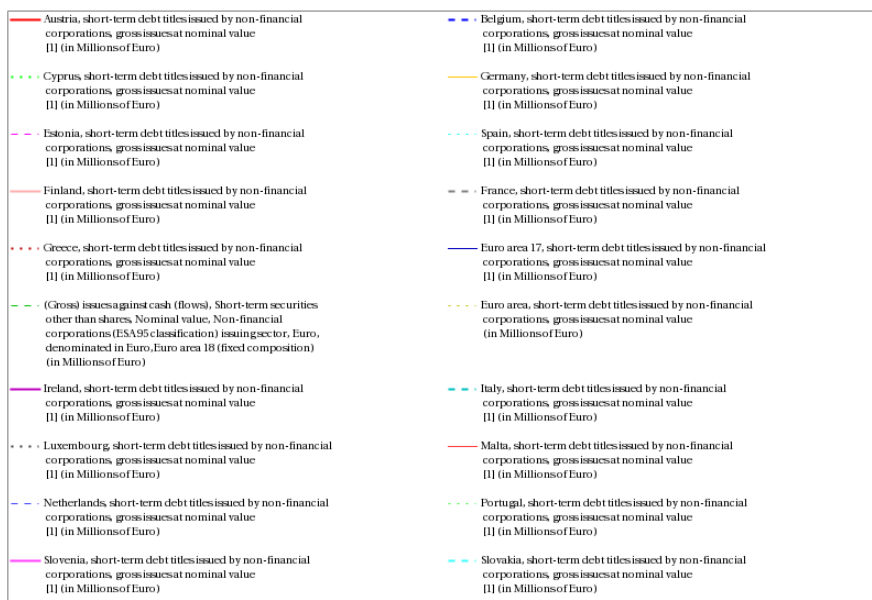 Austria, short-term debt titles issued by non-financial
corporations, gross issues at nominal value
[1] (in Millions of Euro)
Belgium, short-term debt titles issued by non-financial
corporations, gross issues at nominal value
[1] (in Millions of Euro)
Cyprus, short-term debt titles issued by non-financial
corporations, gross issues at nominal value
[1] (in Millions of Euro)
Germany, short-term debt titles issued by non-financial
corporations, gross issues at nominal value
[1] (in Millions of Euro)
Estonia, short-term debt titles issued by non-financial
corporations, gross issues at nominal value
[1] (in Millions of Euro)
Spain, short-term debt titles issued by non-financial
corporations, gross issues at nominal value
[1] (in Millions of Euro)
Finland, short-term debt titles issued by non-financial
corporations, gross issues at nominal value
[1] (in Millions of Euro)
France, short-term debt titles issued by non-financial
corporations, gross issues at nominal value
[1] (in Millions of Euro)
Greece, short-term debt titles issued by non-financial
corporations, gross issues at nominal value
[1] (in Millions of Euro)
Euro area 17, short-term debt titles issued by non-financial
corporations, gross issues at nominal value
[1] (in Millions of Euro)
(Gross) issues against cash (flows), Short-term securities
other than shares, Nominal value, Non-financial
corporations (ESA95 classification) issuing sector, Euro,
denominated in Euro, Euro area 18 (fixed composition)
(in Millions of Euro)
Euro area, short-term debt titles issued by non-financial
corporations, gross issues at nominal value
(in Millions of Euro)
Ireland, short-term debt titles issued by non-financial
corporations, gross issues at nominal value
[1] (in Millions of Euro)
Italy, short-term debt titles issued by non-financial
corporations, gross issues at nominal value
[1] (in Millions of Euro)
Luxembourg, short-term debt titles issued by non-financial
corporations, gross issues at nominal value
[1] (in Millions of Euro)
Malta, short-term debt titles issued by non-financial
corporations, gross issues at nominal value
[1] (in Millions of Euro)
Netherlands, short-term debt titles issued by non-financial
corporations, gross issues at nominal value
[1] (in Millions of Euro)
Portugal, short-term debt titles issued by non-financial
corporations, gross issues at nominal value
[1] (in Millions of Euro)
Slovenia, short-term debt titles issued by non-financial
corporations, gross issues at nominal value
[1] (in Millions of Euro)
Slovakia, short-term debt titles issued by non-financial
corporations, gross issues at nominal value
[1] (in Millions of Euro)